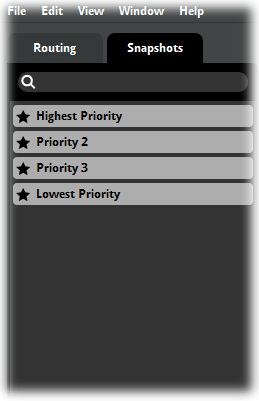 File Edit View Window Help
Routing Snapshots
Highest Priority
Priority 2
Priority 3
Lowest Priority